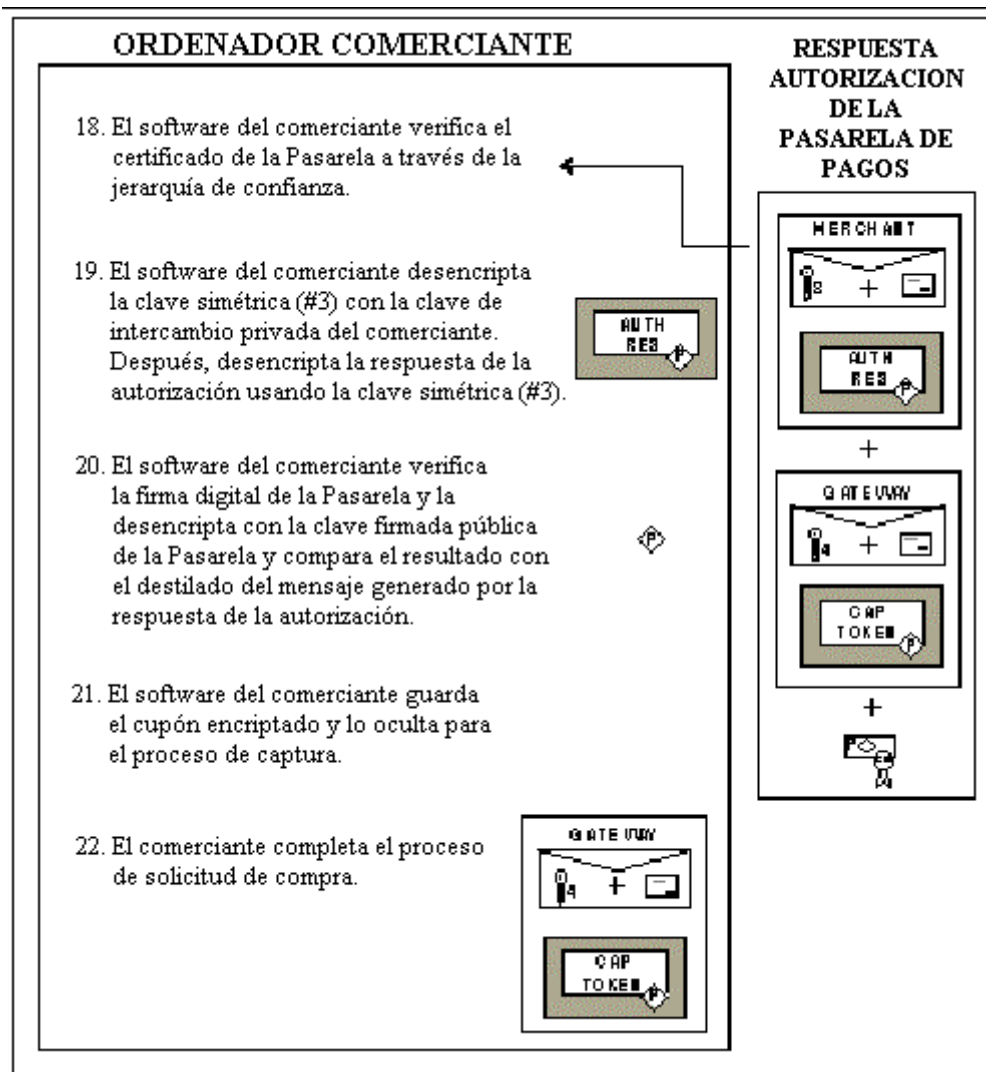 ORDENADOR COMERCIANTE
18. El software del comerciante verifica el
certificado de la Pasarela a través de la
jerarquía de confianza.
19. El software del comerciante desencripta
la clave simétrica (#3) con la clave de
intercambio privada del comerciante.
Después, desencripta la respuesta de la
autorización usando la clave simétrica (#3).
AUTH
RES
P
20. El software del comerciante verifica
la firma digital de la Pasarela y la
desencripta con la clave firmada pública
de la Pasarela y compara el resultado con
el destilado del mensaje generado por la
respuesta de la autorización.
P
21. El software del comerciante guarda
el cupón encriptado y lo oculta para
el proceso de captura.
22. El comerciante completa el proceso
de solicitud de compra.
GATEWAY
4 +
CAP
TOKEN
P
RESPUESTA
AUTORIZACION
DE LA
PASARELA DE
PAGOS
MERCHANT
3 +
AUTH
RES
P
+
GATEWAY
4 +
CAP
TOKEN
P
+
P